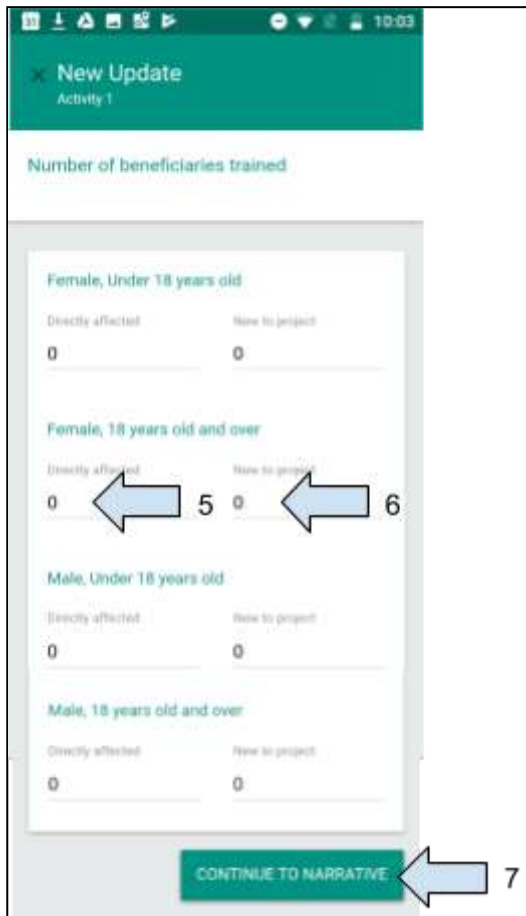 31 10:03
× New Update
Activity 1
Number of beneficiaries trained
Female, Under 18 years old
Directly affected New to project
0 0
Female, 18 years old and over
Directly affected New to project
0 5 0 6
Male, Under 18 years old
Directly affected New to project
0 0
Male, 18 years old and over
Directly affected New to project
0 0
CONTINUE TO NARRATIVE 7